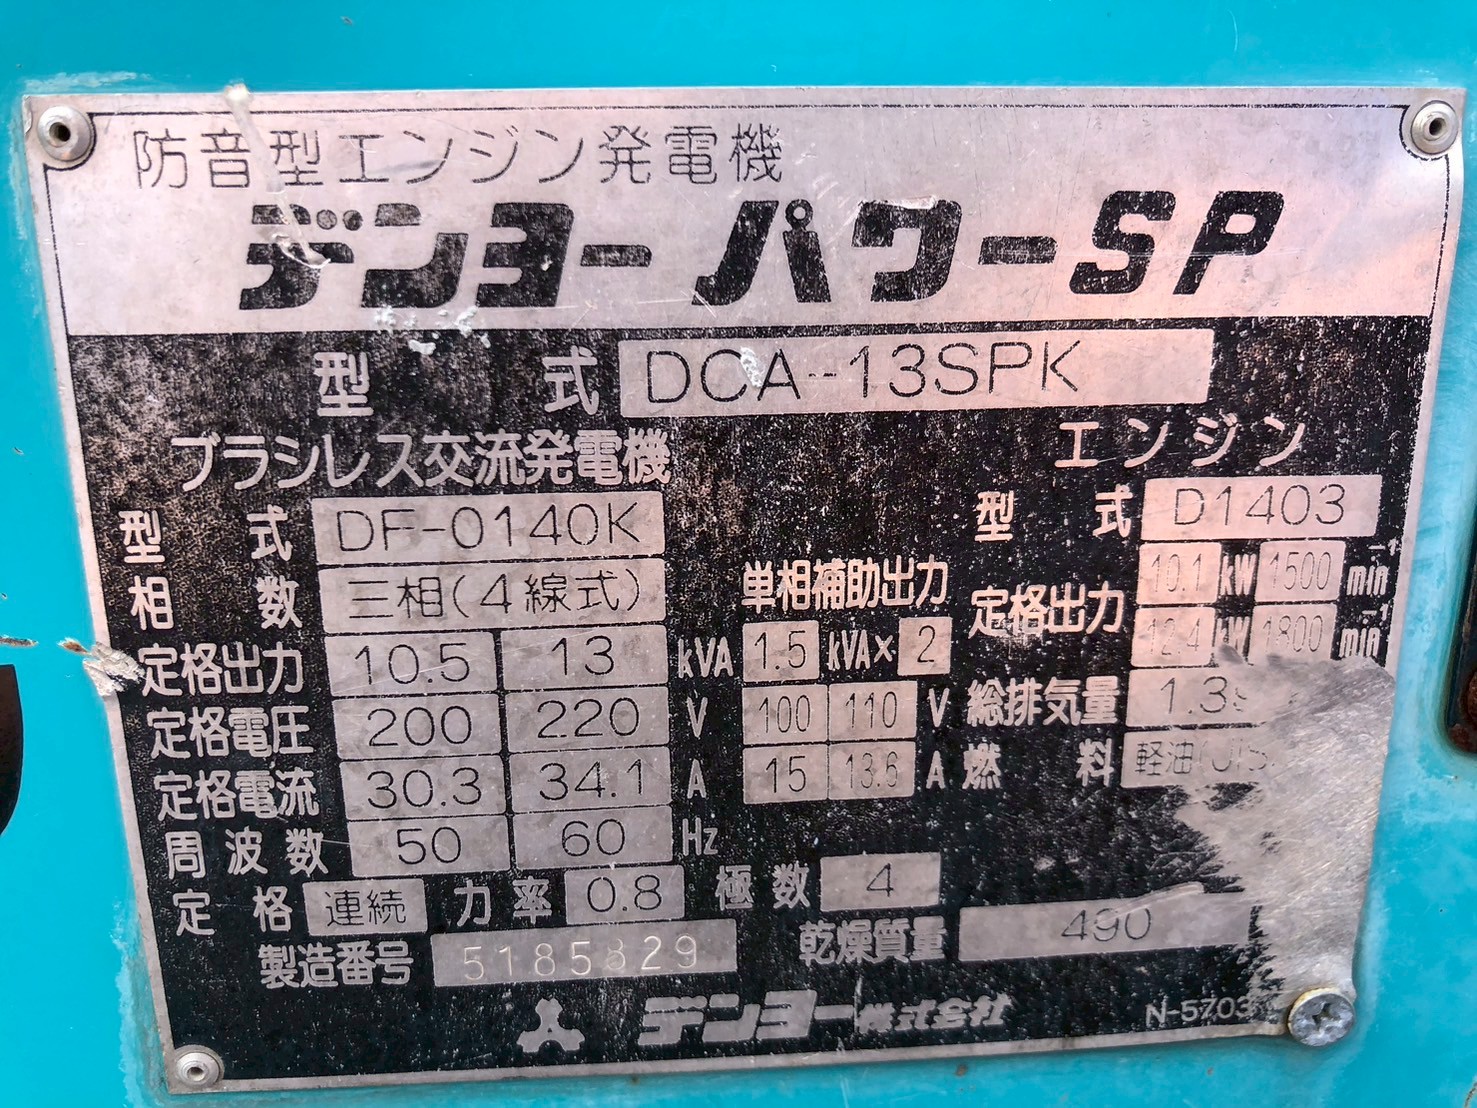 防音型エンジン発電機
デンヨーパワーSP
型式 DCA-13SPK
ブラシレス交流発電機
型式 DF-0140K
相数 三相(4線式)
定格出力 10.5 13 kVA
定格電圧 200 220 V
定格電流 30.3 34.1 A
周波数 50 60 Hz
単相補助出力
1.5 kVA×2
100 110 V
15 13.6 A
エンジン
型式 D1403
定格出力 10.1 kW 1500 min-1
12.4 kW 1800 min-1
総排気量
燃料 軽油
定格 連続 力率 0.8 極数 4
製造番号 乾燥質量 490
デンヨー株式会社 N-5703